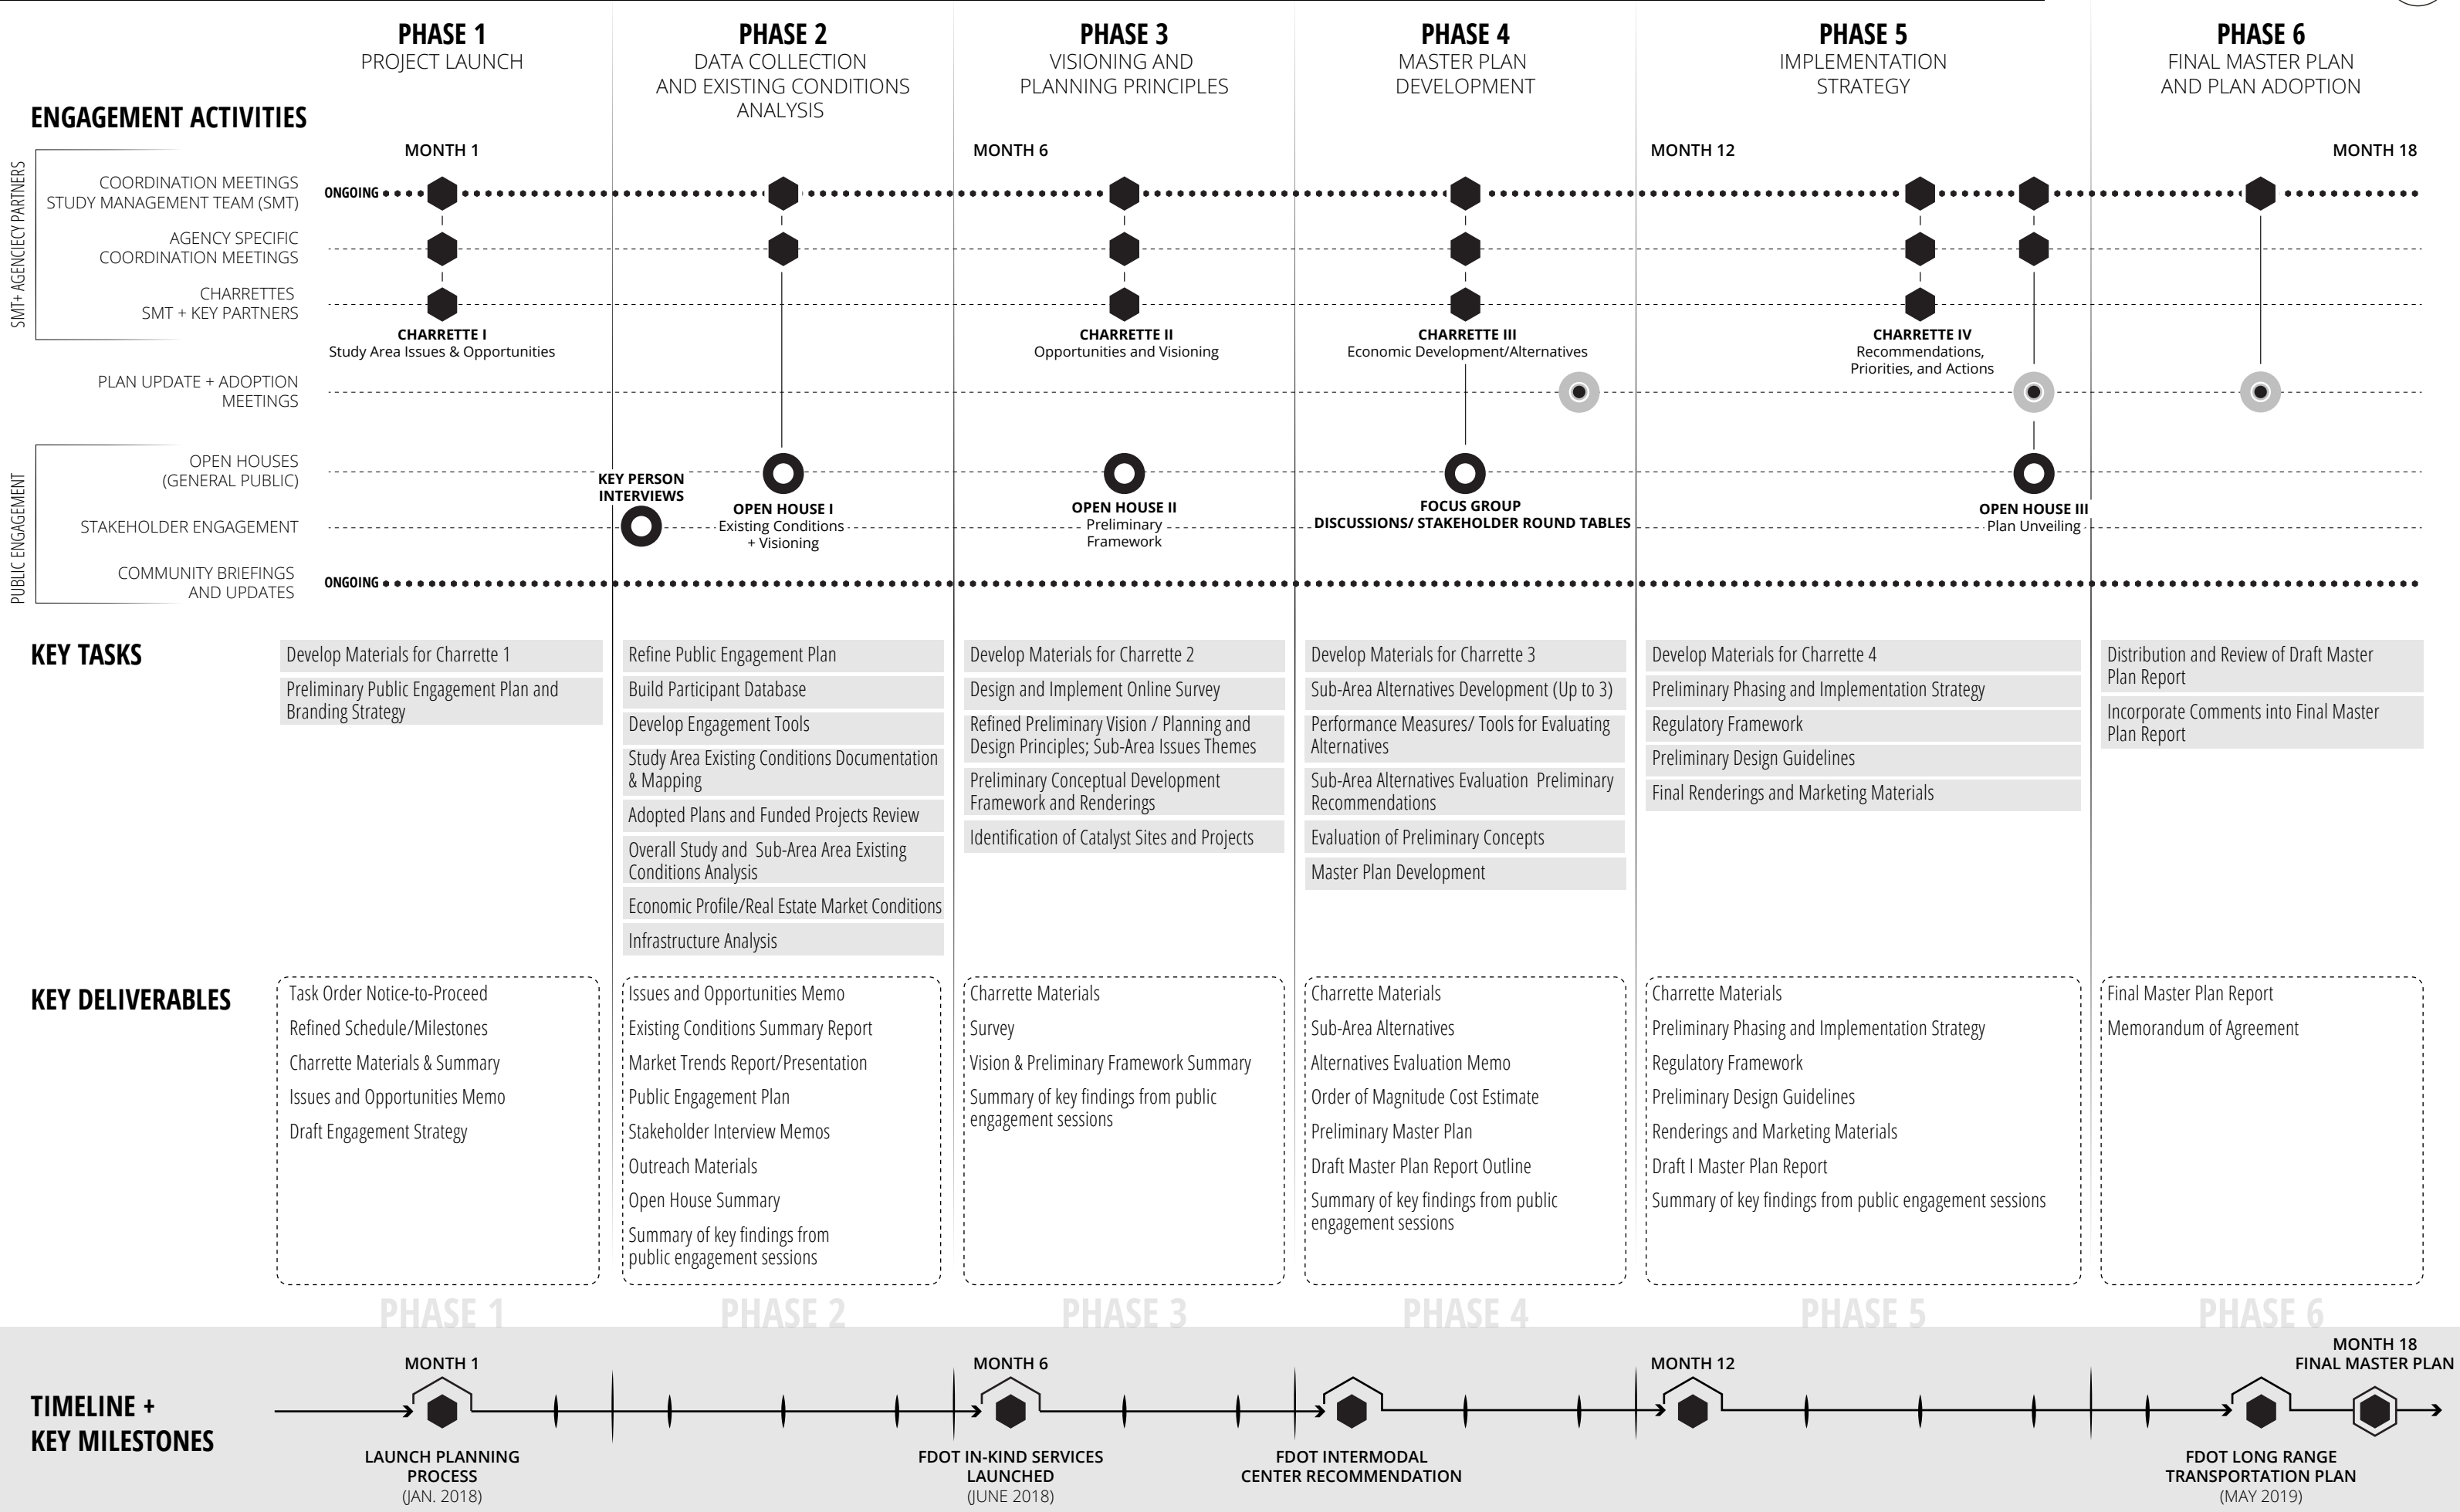 PHASE 1
PROJECT LAUNCH
PHASE 2
DATA COLLECTION
AND EXISTING CONDITIONS
ANALYSIS
PHASE 3
VISIONING AND
PLANNING PRINCIPLES
PHASE 4
MASTER PLAN
DEVELOPMENT
PHASE 5
IMPLEMENTATION
STRATEGY
PHASE 6
FINAL MASTER PLAN
AND PLAN ADOPTION
ENGAGEMENT ACTIVITIES
MONTH 1
MONTH 6
MONTH 12
MONTH 18
SMT+ AGENCIECY PARTNERS
COORDINATION MEETINGS
STUDY MANAGEMENT TEAM (SMT)
ONGOING
AGENCY SPECIFIC
COORDINATION MEETINGS
CHARRETTES
SMT + KEY PARTNERS
CHARRETTE I
Study Area Issues & Opportunities
CHARRETTE II
Opportunities and Visioning
CHARRETTE III
Economic Development/Alternatives
CHARRETTE IV
Recommendations,
Priorities, and Actions
PLAN UPDATE + ADOPTION
MEETINGS
PUBLIC ENGAGEMENT
OPEN HOUSES
(GENERAL PUBLIC)
KEY PERSON
INTERVIEWS
OPEN HOUSE I
Existing Conditions
+ Visioning
OPEN HOUSE II
Preliminary
Framework
FOCUS GROUP
DISCUSSIONS/ STAKEHOLDER ROUND TABLES
OPEN HOUSE III
Plan Unveiling
STAKEHOLDER ENGAGEMENT
COMMUNITY BRIEFINGS
AND UPDATES
ONGOING
KEY TASKS
Develop Materials for Charrette 1
Preliminary Public Engagement Plan and
Branding Strategy
Refine Public Engagement Plan
Build Participant Database
Develop Engagement Tools
Study Area Existing Conditions Documentation
& Mapping
Adopted Plans and Funded Projects Review
Overall Study and Sub-Area Area Existing
Conditions Analysis
Economic Profile/Real Estate Market Conditions
Infrastructure Analysis
Develop Materials for Charrette 2
Design and Implement Online Survey
Refined Preliminary Vision / Planning and
Design Principles; Sub-Area Issues Themes
Preliminary Conceptual Development
Framework and Renderings
Identification of Catalyst Sites and Projects
Develop Materials for Charrette 3
Sub-Area Alternatives Development (Up to 3)
Performance Measures/ Tools for Evaluating
Alternatives
Sub-Area Alternatives Evaluation Preliminary
Recommendations
Evaluation of Preliminary Concepts
Master Plan Development
Develop Materials for Charrette 4
Preliminary Phasing and Implementation Strategy
Regulatory Framework
Preliminary Design Guidelines
Final Renderings and Marketing Materials
Distribution and Review of Draft Master
Plan Report
Incorporate Comments into Final Master
Plan Report
KEY DELIVERABLES
Task Order Notice-to-Proceed
Refined Schedule/Milestones
Charrette Materials & Summary
Issues and Opportunities Memo
Draft Engagement Strategy
Issues and Opportunities Memo
Existing Conditions Summary Report
Market Trends Report/Presentation
Public Engagement Plan
Stakeholder Interview Memos
Outreach Materials
Open House Summary
Summary of key findings from
public engagement sessions
Charrette Materials
Survey
Vision & Preliminary Framework Summary
Summary of key findings from public
engagement sessions
Charrette Materials
Sub-Area Alternatives
Alternatives Evaluation Memo
Order of Magnitude Cost Estimate
Preliminary Master Plan
Draft Master Plan Report Outline
Summary of key findings from public
engagement sessions
Charrette Materials
Preliminary Phasing and Implementation Strategy
Regulatory Framework
Preliminary Design Guidelines
Renderings and Marketing Materials
Draft I Master Plan Report
Summary of key findings from public engagement sessions
Final Master Plan Report
Memorandum of Agreement
PHASE 1
PHASE 2
PHASE 3
PHASE 4
PHASE 5
PHASE 6
TIMELINE +
KEY MILESTONES
MONTH 1
MONTH 6
MONTH 12
MONTH 18
FINAL MASTER PLAN
LAUNCH PLANNING
PROCESS
(JAN. 2018)
FDOT IN-KIND SERVICES
LAUNCHED
(JUNE 2018)
FDOT INTERMODAL
CENTER RECOMMENDATION
FDOT LONG RANGE
TRANSPORTATION PLAN
(MAY 2019)